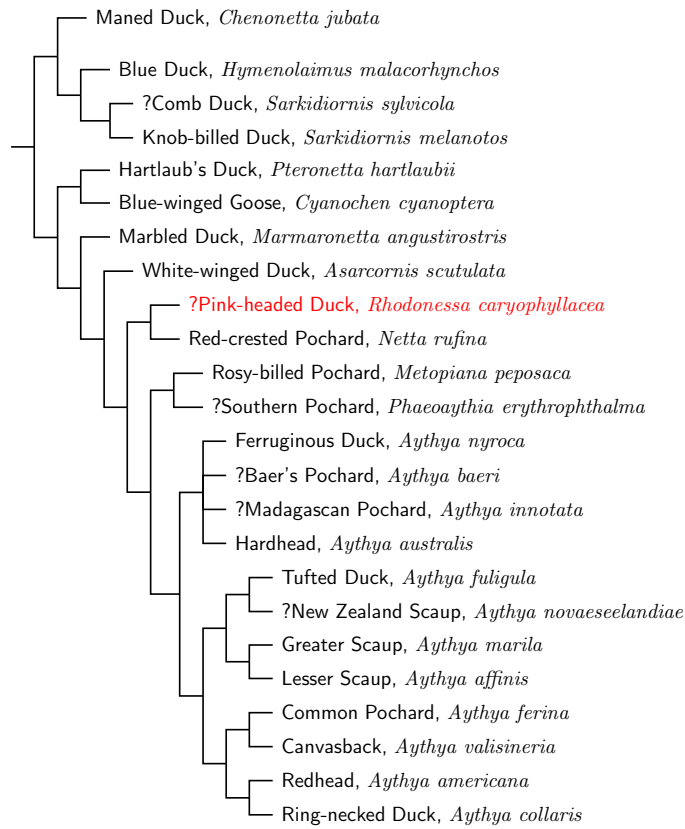 Maned Duck, Chenonetta jubata
Blue Duck, Hymenolaimus malacorhynchos
?Comb Duck, Sarkidiornis sylvicola
Knob-billed Duck, Sarkidiornis melanotos
Hartlaub's Duck, Pteronetta hartlaubii
Blue-winged Goose, Cyanochen cyanoptera
Marbled Duck, Marmaronetta angustirostris
White-winged Duck, Asarcornis scutulata
?Pink-headed Duck, Rhodonessa caryophyllacea
Red-crested Pochard, Netta rufina
Rosy-billed Pochard, Metopiana peposaca
?Southern Pochard, Phaeoaythia erythrophthalma
Ferruginous Duck, Aythya nyroca
?Baer's Pochard, Aythya baeri
?Madagascan Pochard, Aythya innotata
Hardhead, Aythya australis
Tufted Duck, Aythya fuligula
?New Zealand Scaup, Aythya novaeseelandiae
Greater Scaup, Aythya marila
Lesser Scaup, Aythya affinis
Common Pochard, Aythya ferina
Canvasback, Aythya valisineria
Redhead, Aythya americana
Ring-necked Duck, Aythya collaris